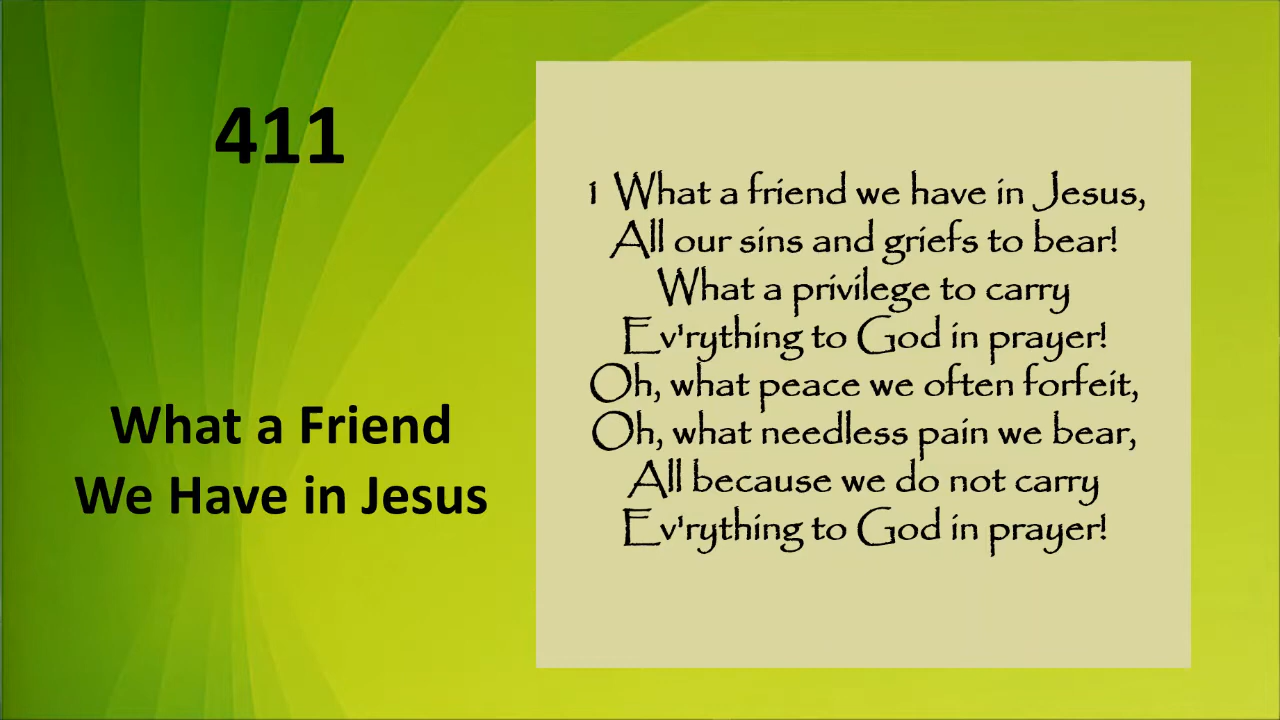 411
What a Friend
We Have in Jesus
1 What a friend we have in Jesus,
All our sins and griefs to bear!
What a privilege to carry
Ev'rything to God in prayer!
Oh, what peace we often forfeit,
Oh, what needless pain we bear,
All because we do not carry
Ev'rything to God in prayer!